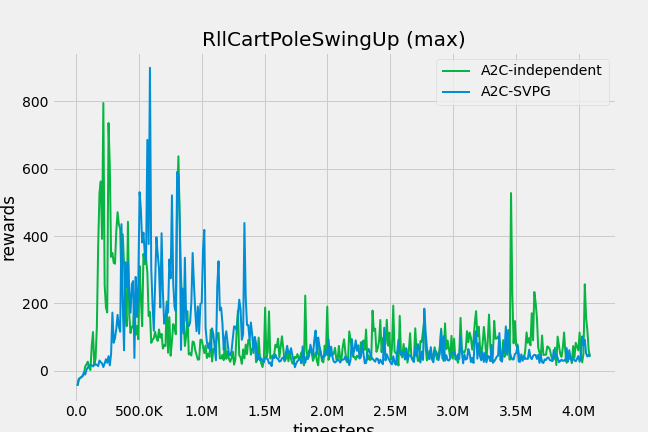 RllCartPoleSwingUp (max)
A2C-independent
A2C-SVPG
rewards
800
600
400
200
0
0.0 500.0K 1.0M 1.5M 2.0M 2.5M 3.0M 3.5M 4.0M
timesteps